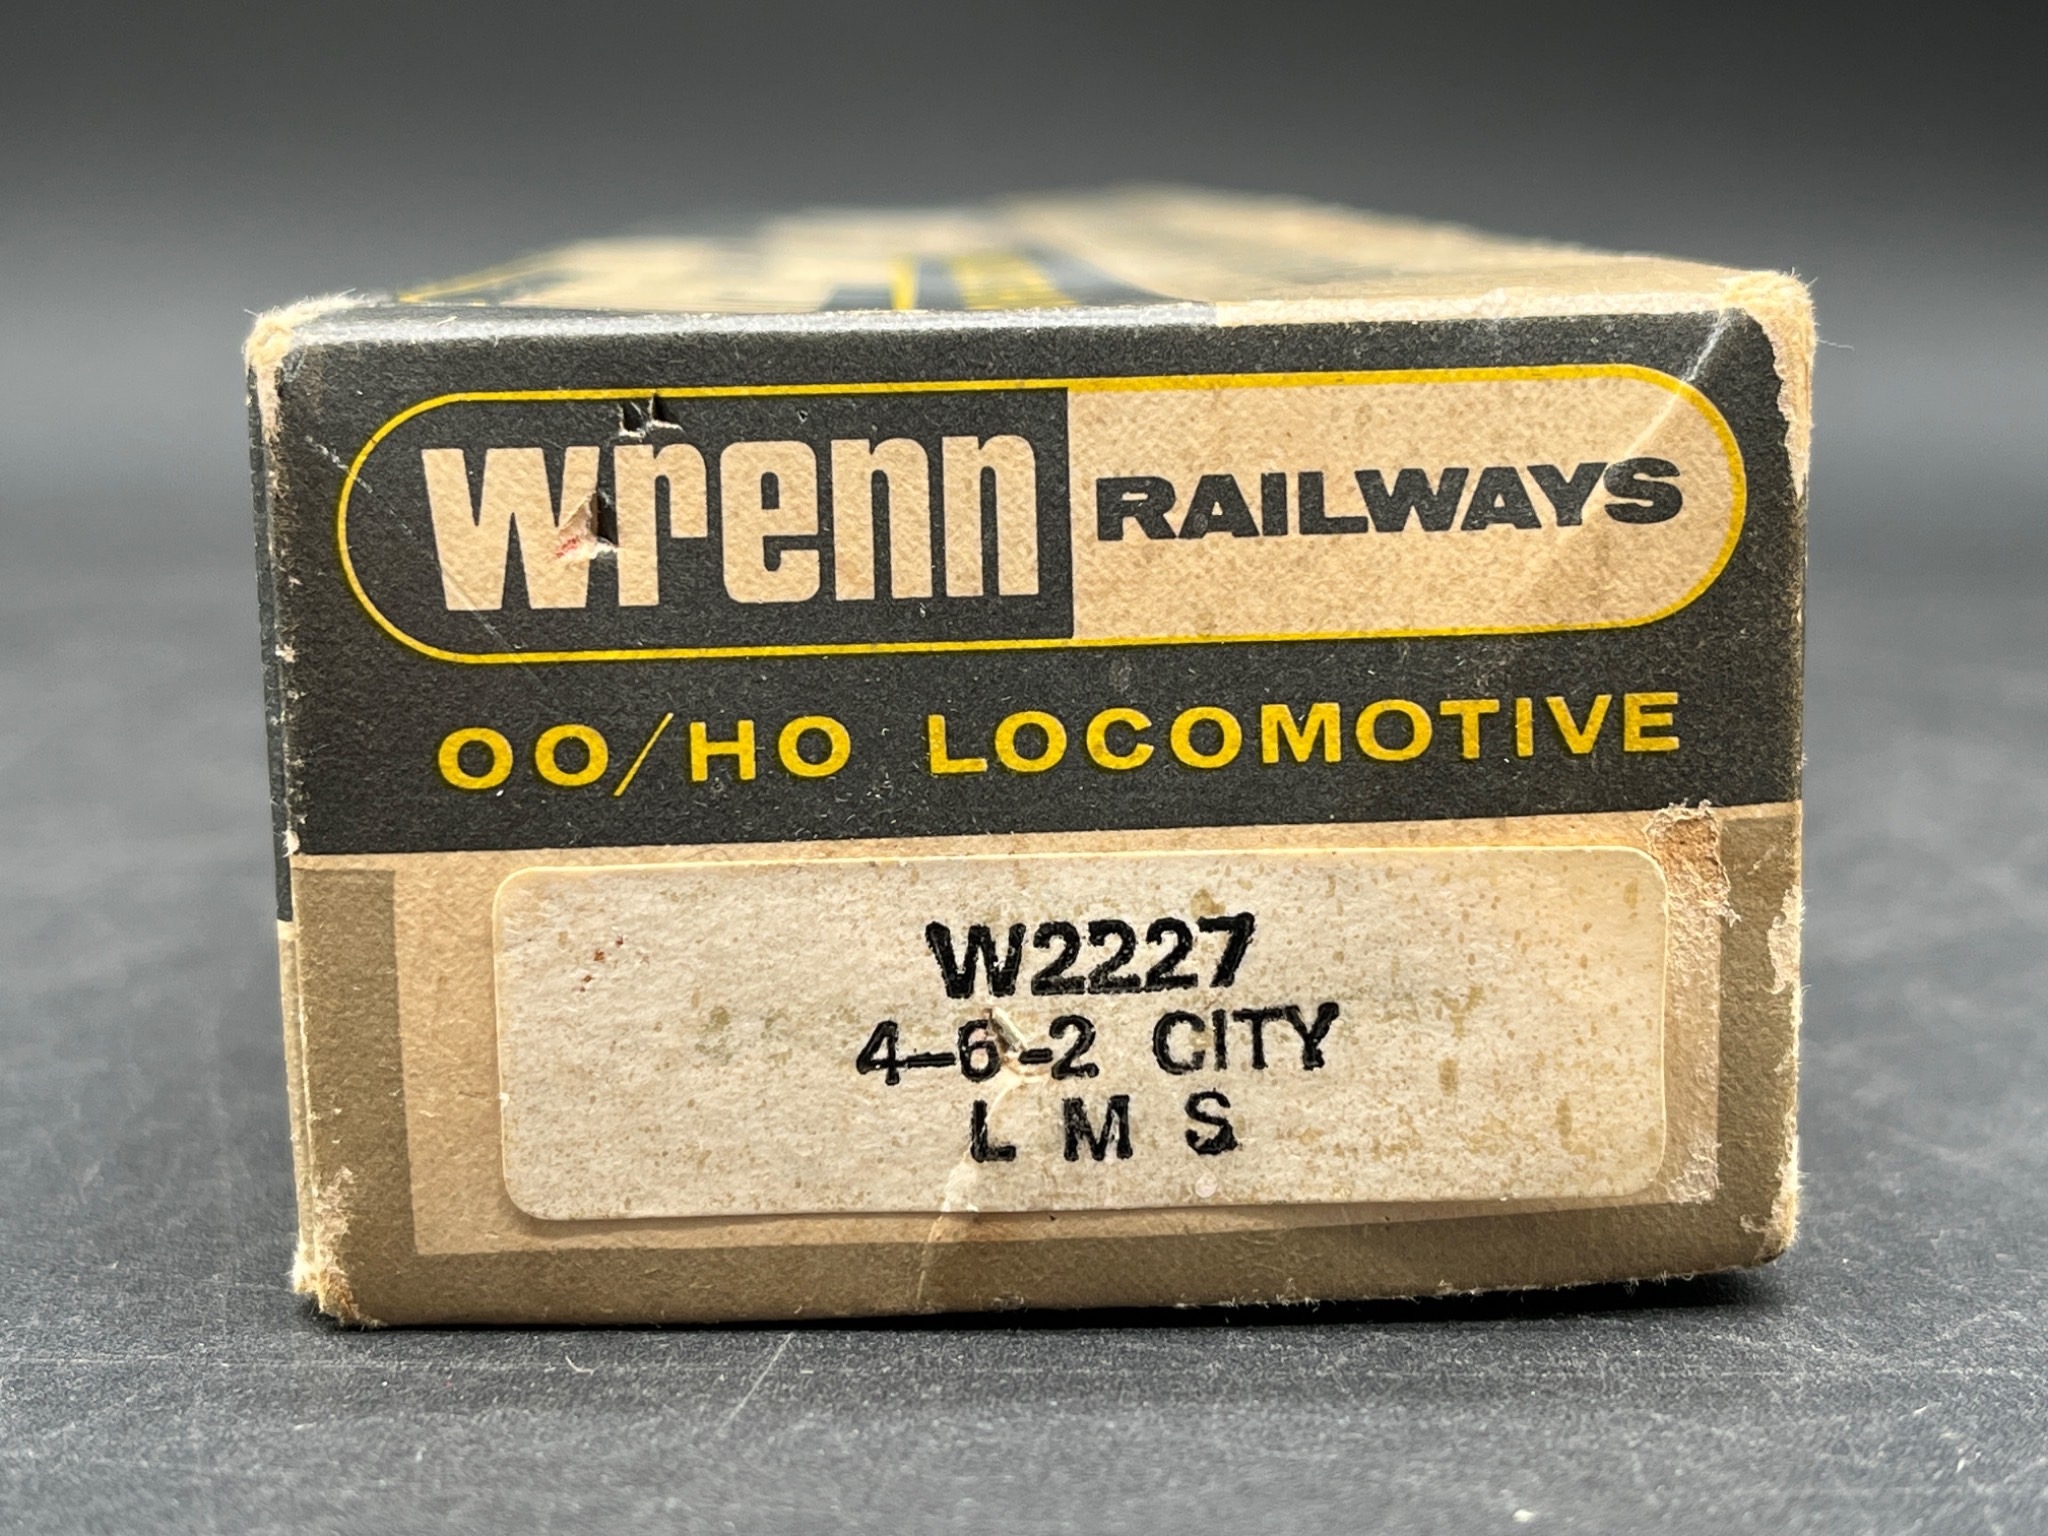 wrenn RAILWAYS
OO/HO LOCOMOTIVE
W2227
4-6-2 CITY
L M S